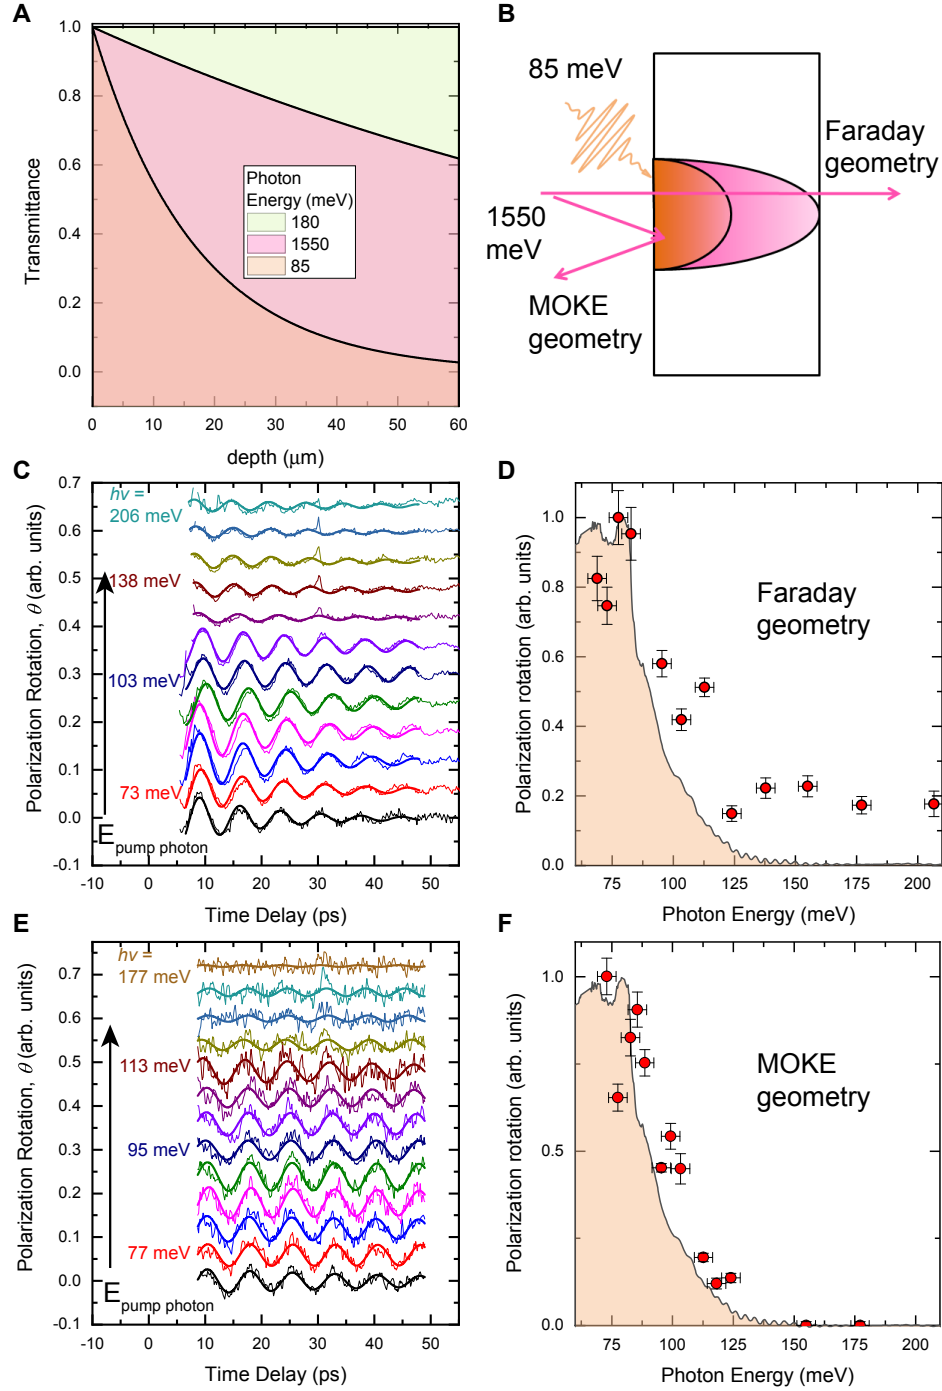 A
1.0
0.8
0.6
0.4
0.2
0.0
Transmittance
Photon
Energy (meV)
180
1550
85
0 10 20 30 40 50 60
depth (μm)
B
85 meV
Faraday
geometry
1550
meV
MOKE
geometry
C
0.7
0.6
0.5
0.4
0.3
0.2
0.1
0.0
-0.1
Polarization Rotation, θ (arb. units)
hν =
206 meV
138 meV
103 meV
73 meV
E pump photon
-10 0 10 20 30 40 50
Time Delay (ps)
D
1.0
0.8
0.6
0.4
0.2
0.0
Polarization rotation (arb. units)
Faraday
geometry
75 100 125 150 175 200
Photon Energy (meV)
E
0.7
0.6
0.5
0.4
0.3
0.2
0.1
0.0
-0.1
Polarization Rotation, θ (arb. units)
hν =
177 meV
113 meV
95 meV
77 meV
E pump photon
-10 0 10 20 30 40 50
Time Delay (ps)
F
1.0
0.5
0.0
Polarization rotation (arb. units)
MOKE
geometry
75 100 125 150 175 200
Photon Energy (meV)